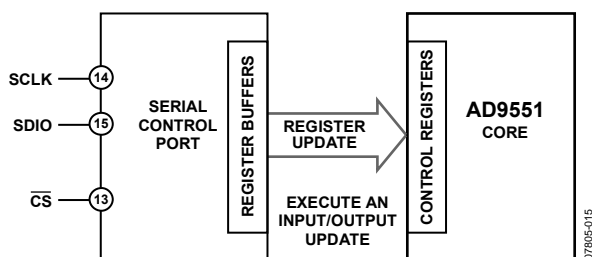 SCLK
14
SDIO
15
CS
13
SERIAL
CONTROL
PORT
REGISTER BUFFERS
REGISTER
UPDATE
EXECUTE AN
INPUT/OUTPUT
UPDATE
CONTROL REGISTERS
AD9551
CORE
07805-015